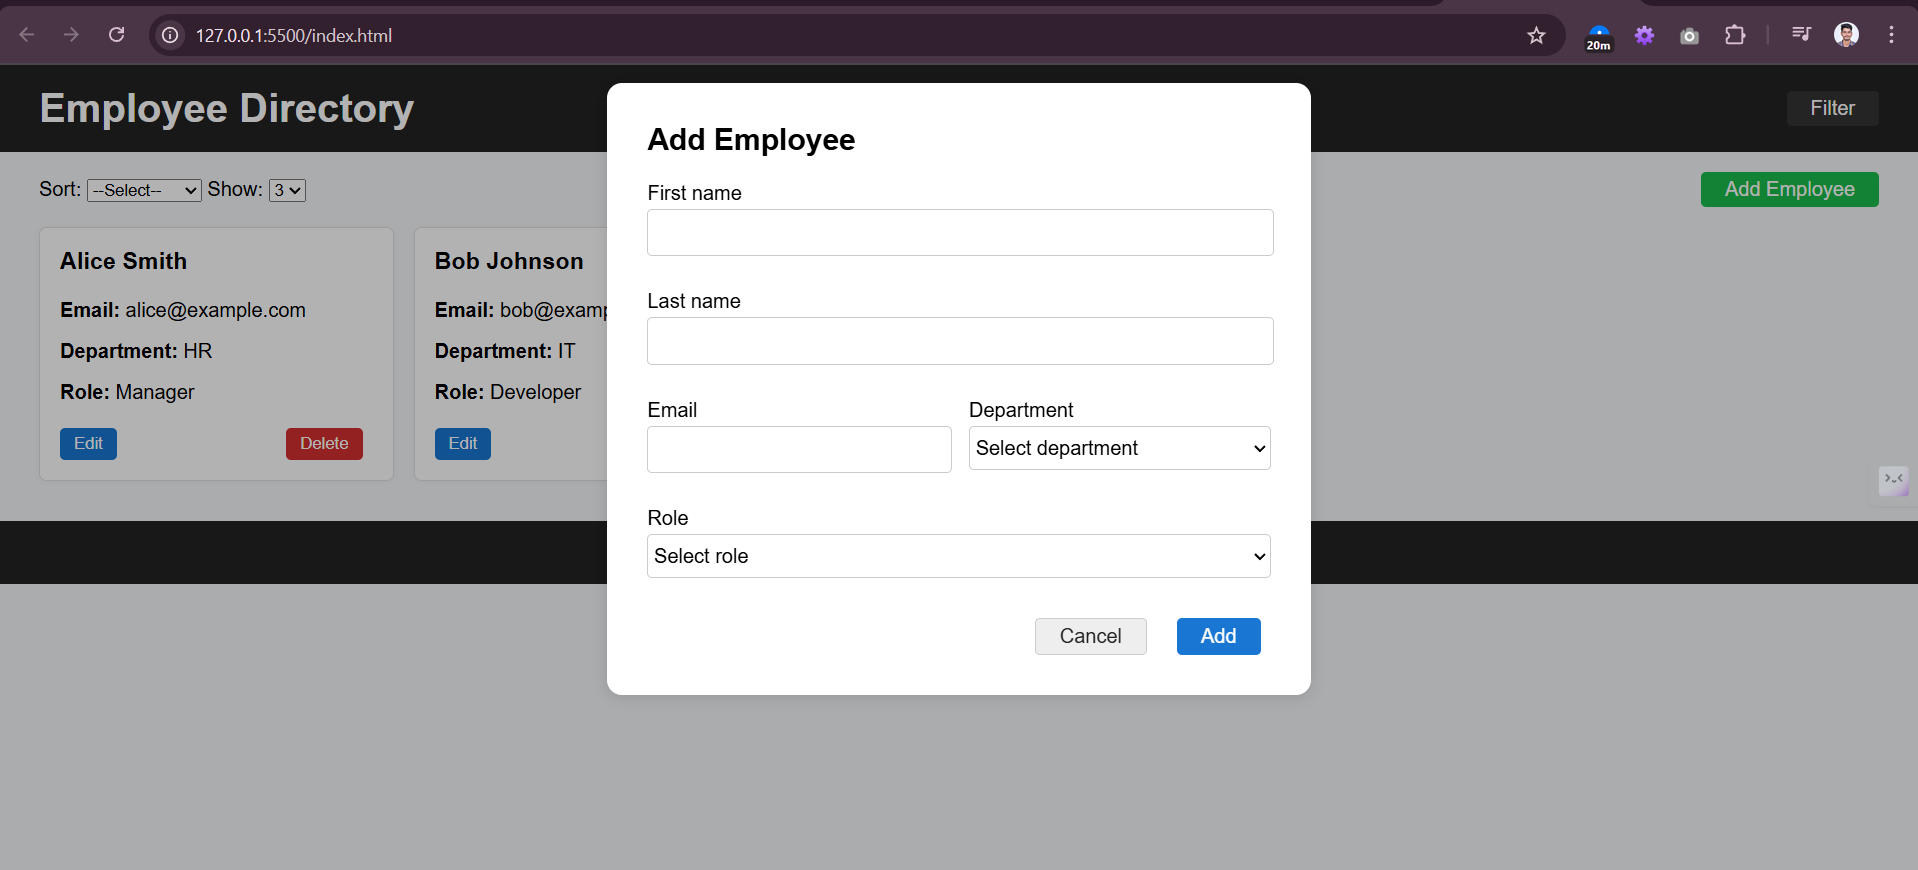 127.0.0.1:5500/index.html
20m
Employee Directory
Filter
Sort: --Select-- Show: 3
Add Employee
Alice Smith
Email: alice@example.com
Department: HR
Role: Manager
Edit
Delete
Bob Johnson
Email: bob@examp
Department: IT
Role: Developer
Edit
Add Employee
First name
Last name
Email
Department
Select department
Role
Select role
Cancel
Add